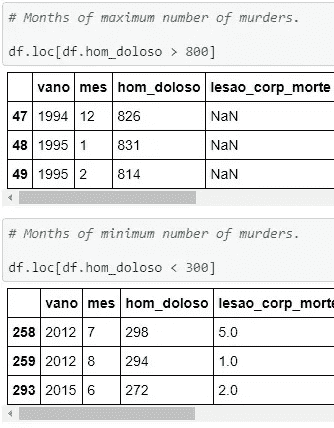 # Months of maximum number of murders.
df.loc[df.hom_doloso > 800]
vano mes hom_doloso lesao_corp_morte
47 1994 12 826 NaN
48 1995 1 831 NaN
49 1995 2 814 NaN
# Months of minimum number of murders.
df.loc[df.hom_doloso < 300]
vano mes hom_doloso lesao_corp_morte
258 2012 7 298 5.0
259 2012 8 294 1.0
293 2015 6 272 2.0